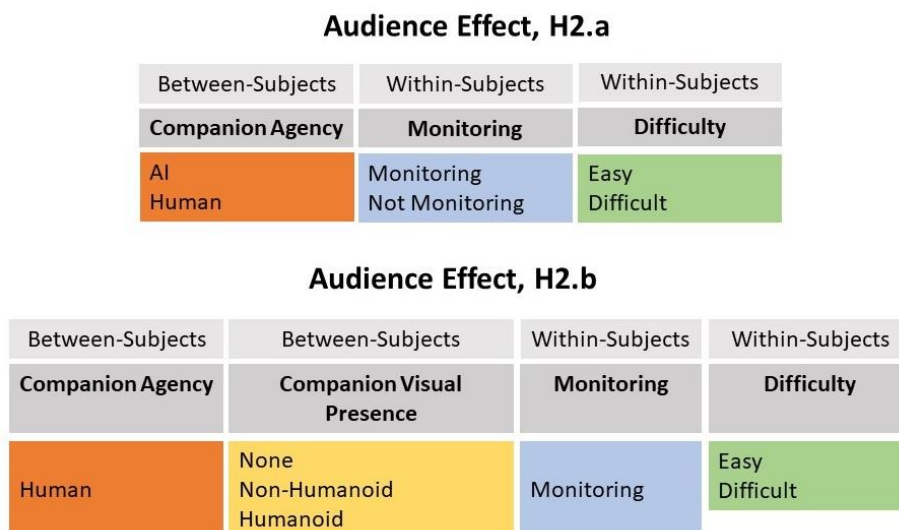 Audience Effect, H2.a
Between-Subjects Within-Subjects Within-Subjects
Companion Agency Monitoring Difficulty
AI Monitoring Easy
Human Not Monitoring Difficult
Audience Effect, H2.b
Between-Subjects Between-Subjects Within-Subjects Within-Subjects
Companion Agency Companion Visual Presence Monitoring Difficulty
Human
None
Non-Humanoid
Humanoid
Monitoring
Easy
Difficult